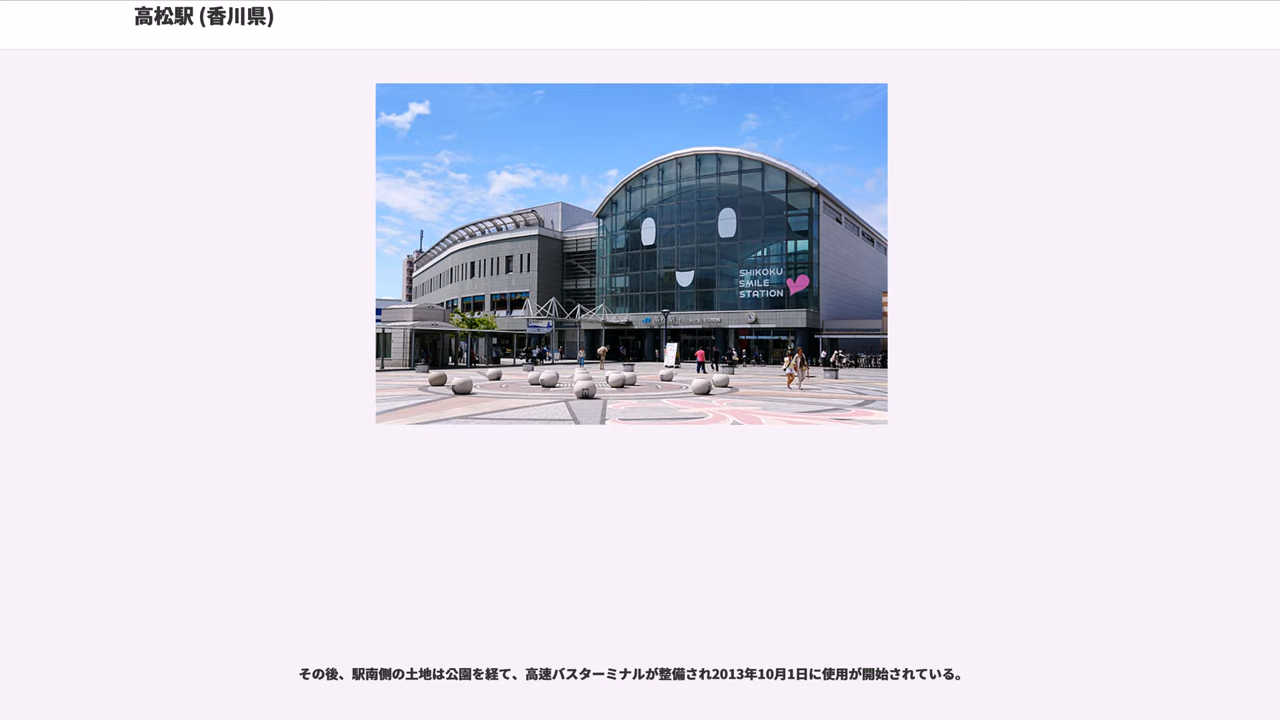 高松駅 (香川県)
SHIKOKU
SMILE
STATION
その後、駅南側の土地は公園を経て、高速バスターミナルが整備され2013年10月1日に使用が開始されている。